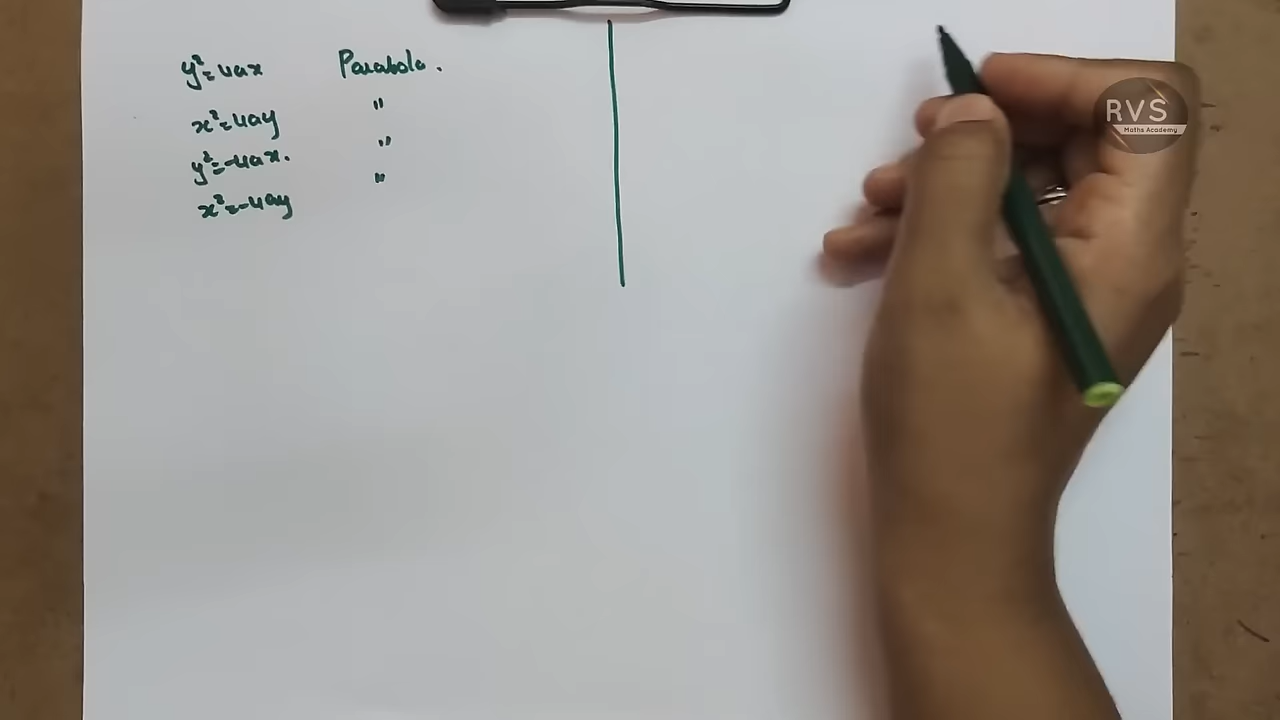 y²=4ax Parabola.
x²=4ay "
y²=-4ax. "
x²=-4ay "
RVS
Maths Academy